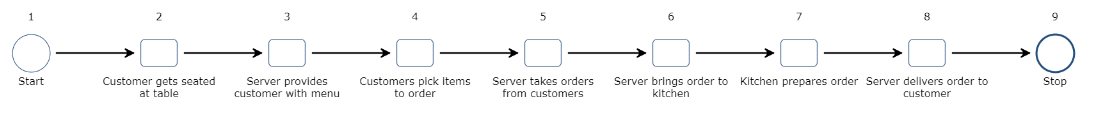 1
2
3
4
5
6
7
8
9
Start
Customer gets seated
at table
Server provides
customer with menu
Customers pick items
to order
Server takes orders
from customers
Server brings order to
kitchen
Kitchen prepares order
Server delivers order to
customer
Stop